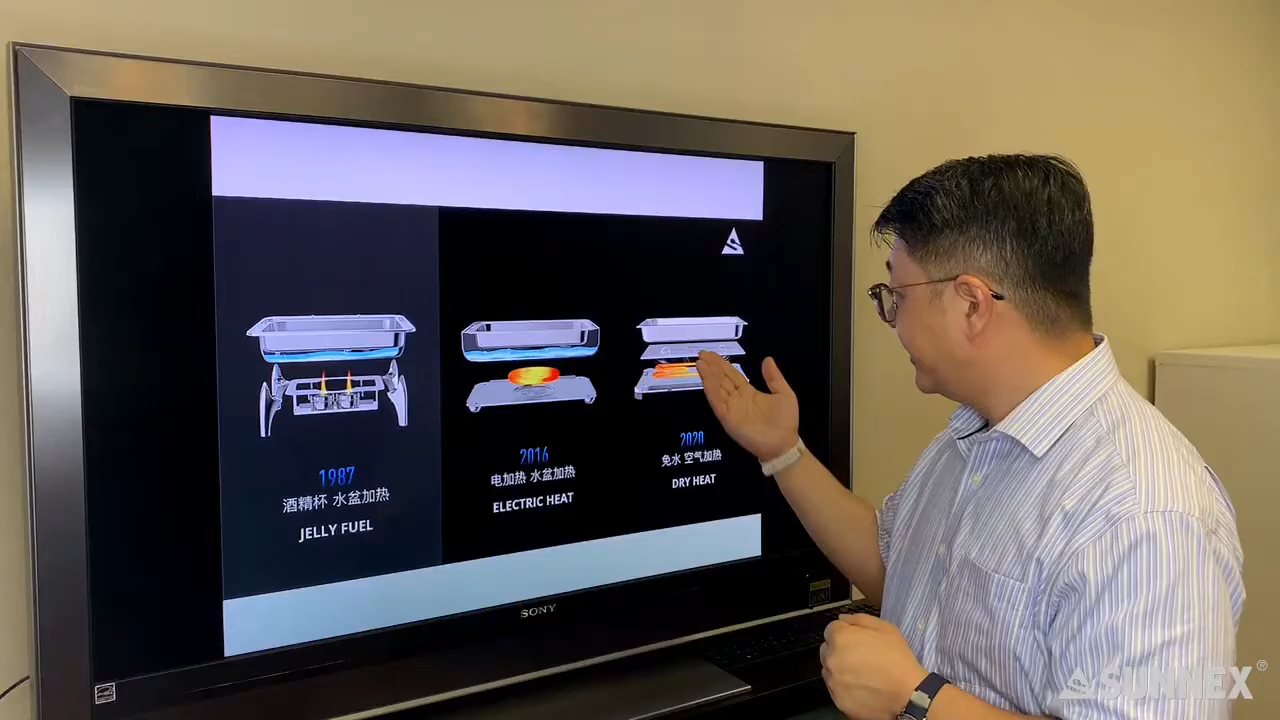 1987
酒精杯 水盆加热
JELLY FUEL
2016
电加热 水盆加热
ELECTRIC HEAT
2020
免水 空气加热
DRY HEAT
SONY
SUNNEX®